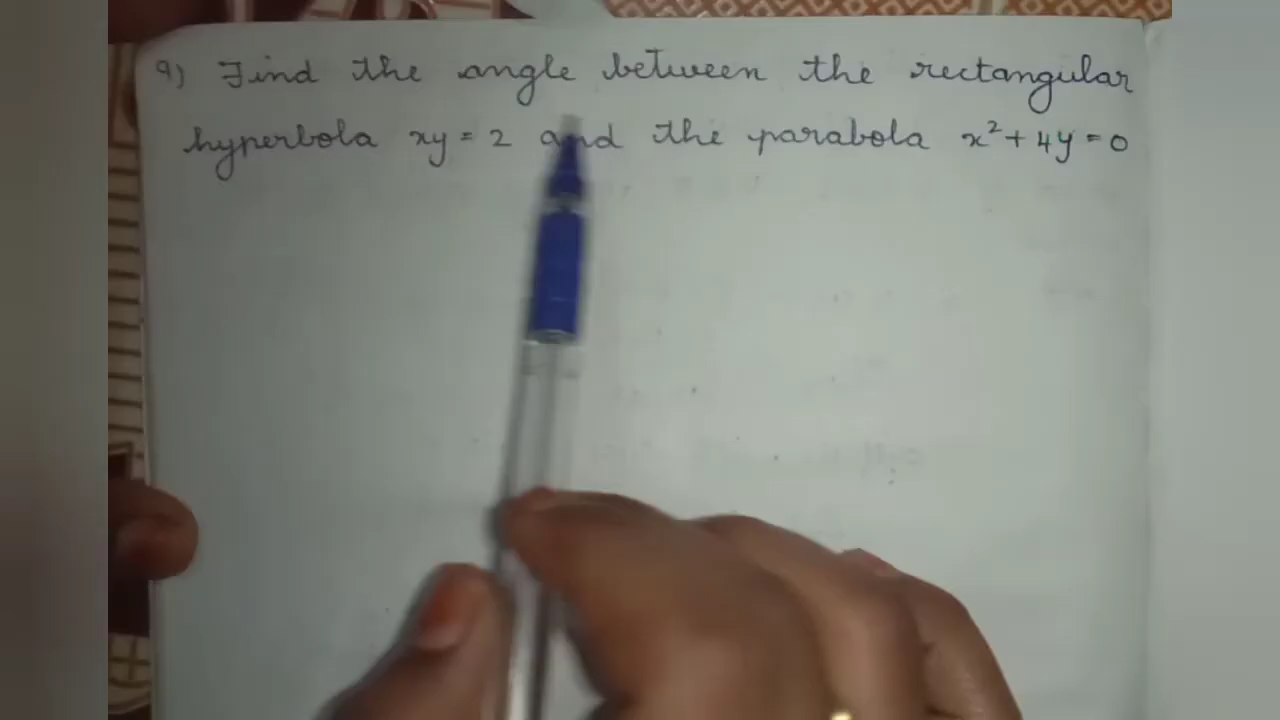 9) Find the angle between the rectangular
hyperbola xy = 2 and the parabola x² + 4y = 0